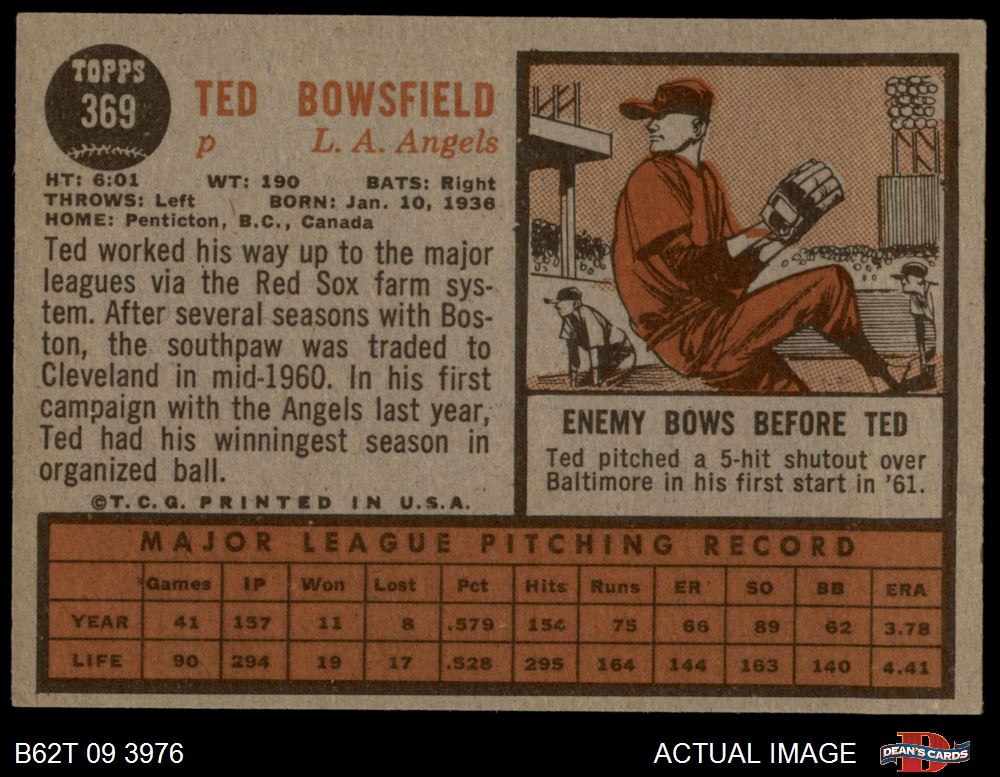 TOPPS
369
TED BOWSFIELD
p L. A. Angels
HT: 6:01 WT: 190 BATS: Right
THROWS: Left BORN: Jan. 10, 1936
HOME: Penticton, B.C., Canada
Ted worked his way up to the major
leagues via the Red Sox farm sys-
tem. After several seasons with Bos-
ton, the southpaw was traded to
Cleveland in mid-1960. In his first
campaign with the Angels last year,
Ted had his winningest season in
organized ball.
©T.C.G. PRINTED IN U.S.A.
ENEMY BOWS BEFORE TED
Ted pitched a 5-hit shutout over
Baltimore in his first start in '61.
MAJOR LEAGUE PITCHING RECORD
Games IP Won Lost Pct Hits Runs ER SO BB ERA
YEAR 41 157 11 8 .579 154 75 66 89 62 3.78
LIFE 90 294 19 17 .528 295 164 144 163 140 4.41
B62T 09 3976
ACTUAL IMAGE
DEAN'S CARDS